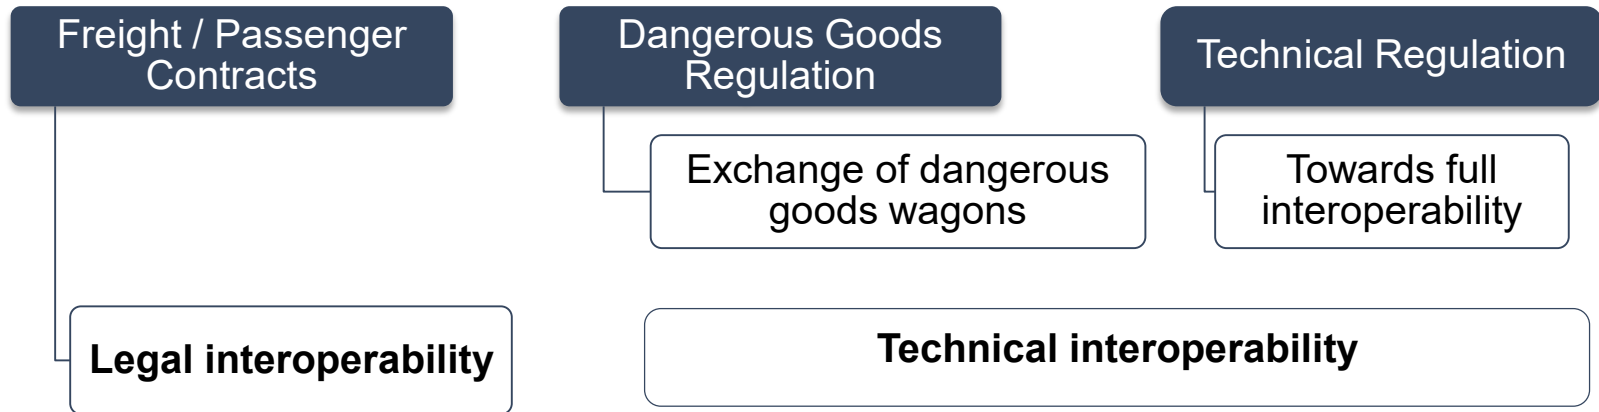 Freight / Passenger
Contracts
Dangerous Goods
Regulation
Technical Regulation
Exchange of dangerous
goods wagons
Towards full
interoperability
Legal interoperability
Technical interoperability